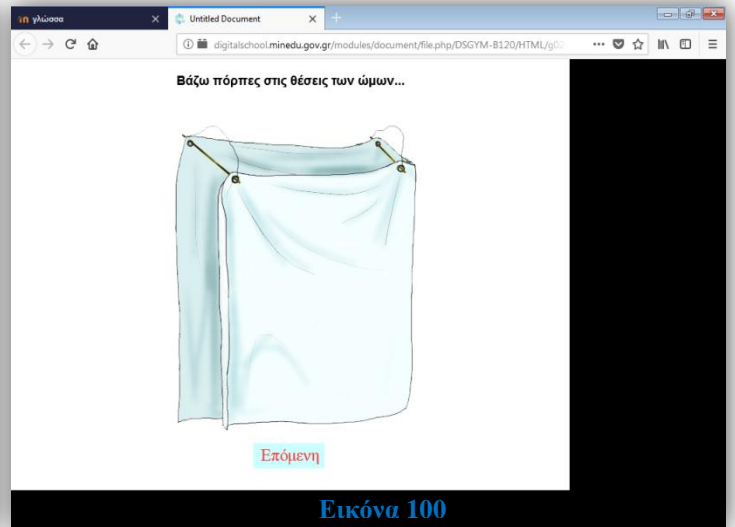 in γλώσσα
Untitled Document
digitalschool.minedu.gov.gr/modules/document/file.php/DSGYM-B120/HTML/g02
Βάζω πόρπες στις θέσεις των ώμων...
Επόμενη
Εικόνα 100